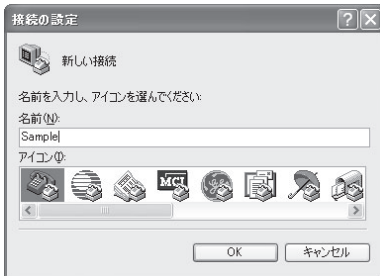 接続の設定
新しい接続
名前を入力し、アイコンを選んでください:
名前(N):
Sample
アイコン(I):
MCI
OK
キャンセル